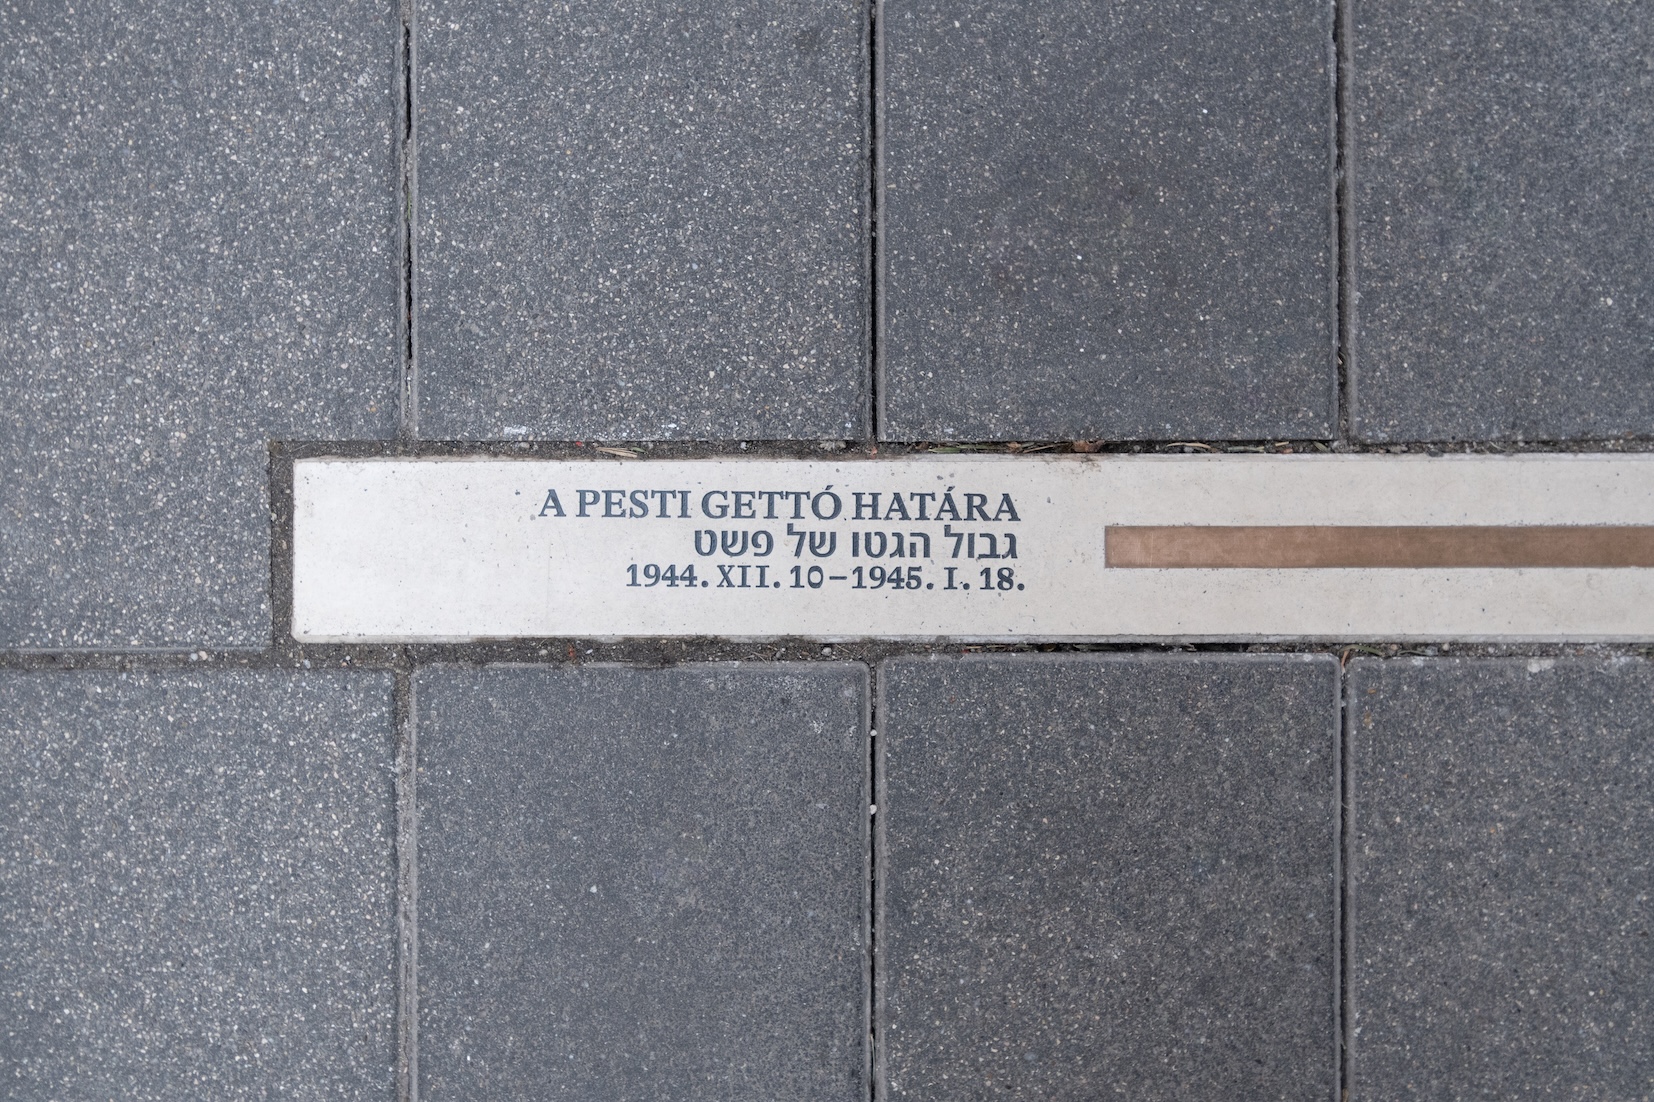 A PESTI GETTÓ HATÁRA
גבול הגטו של פשט
1944. XII. 10–1945. I. 18.